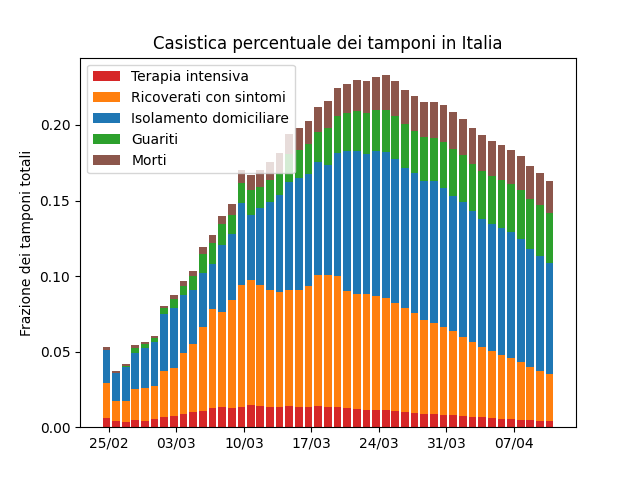 Casistica percentuale dei tamponi in Italia
Terapia intensiva
Ricoverati con sintomi
Isolamento domiciliare
Guariti
Morti
Frazione dei tamponi totali
0.20
0.15
0.10
0.05
0.00
25/02
03/03
10/03
17/03
24/03
31/03
07/04